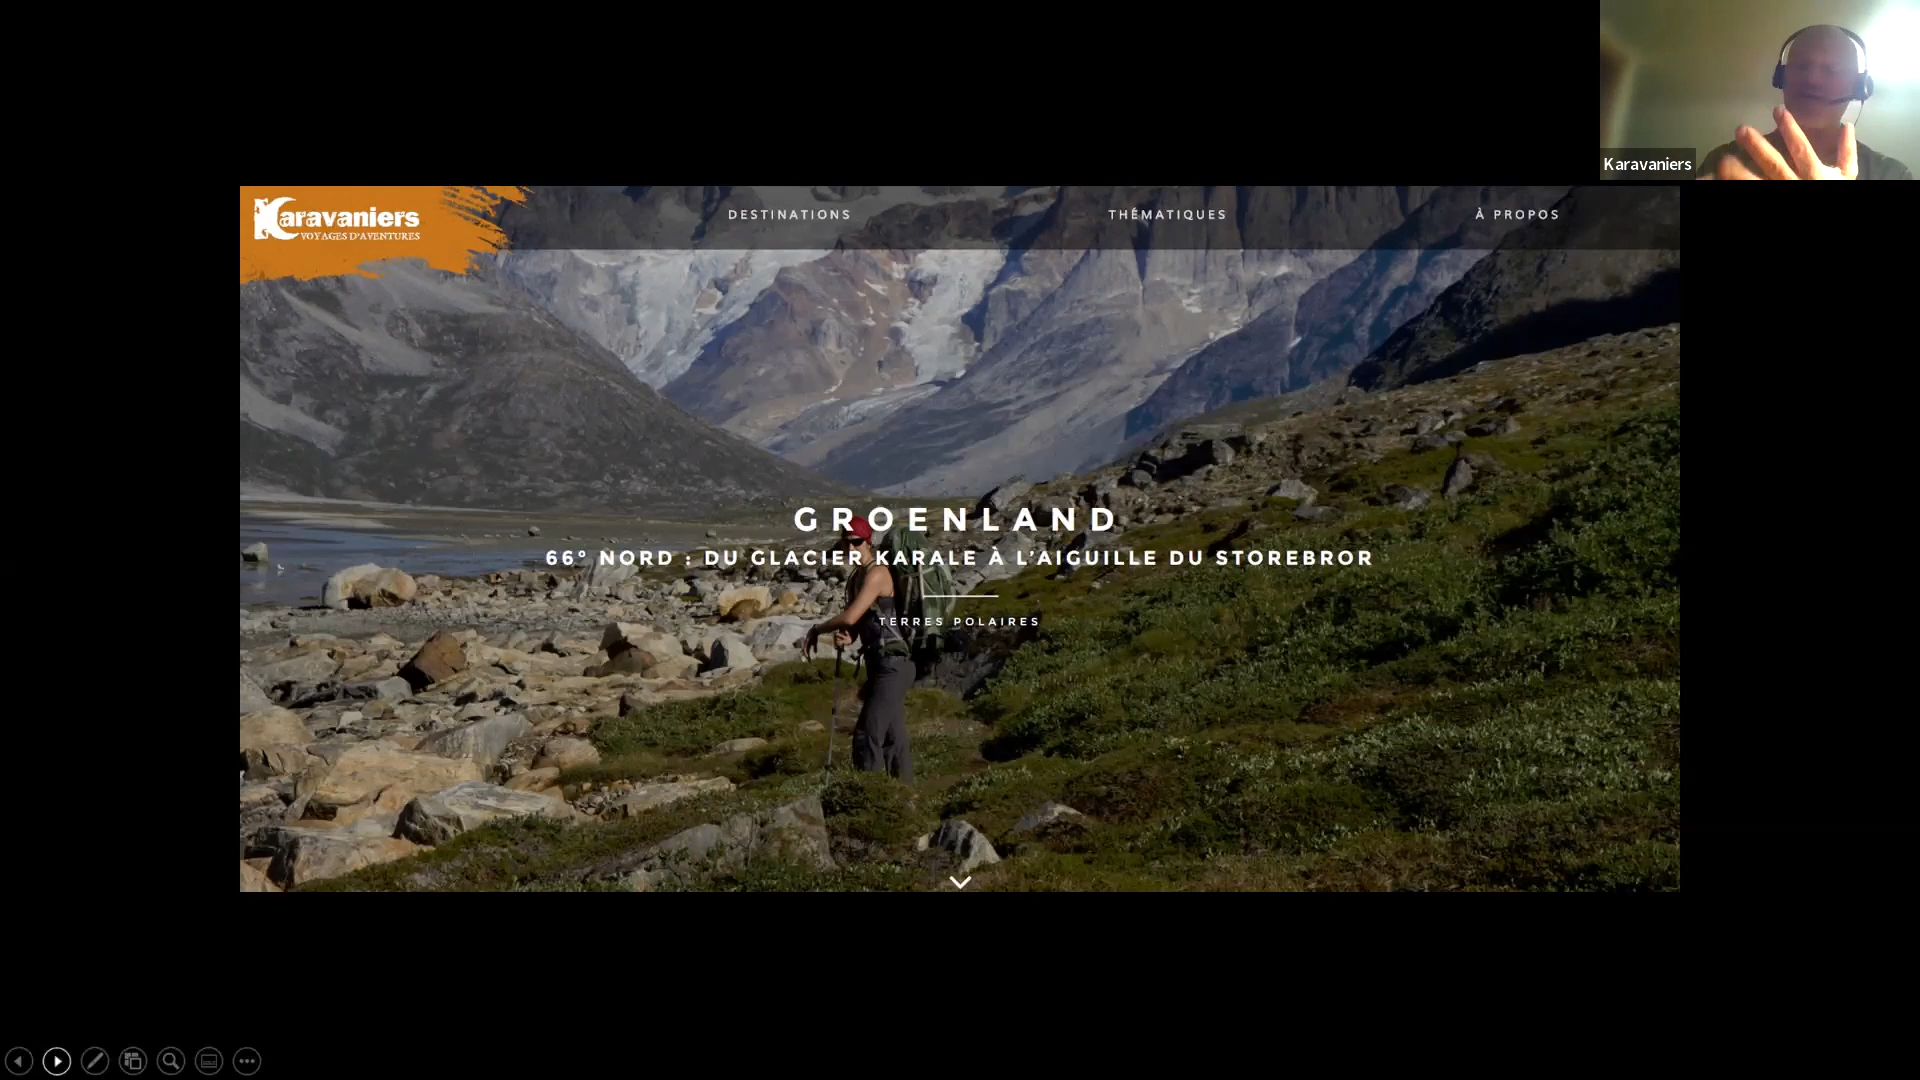 Karavaniers
Karavaniers
VOYAGES D'AVENTURES
DESTINATIONS
THÉMATIQUES
À PROPOS
GROENLAND
66° NORD : DU GLACIER KARALE À L'AIGUILLE DU STOREBROR
TERRES POLAIRES